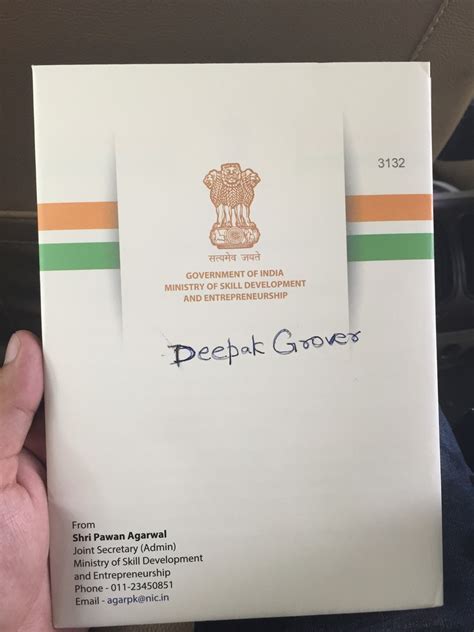 3132
सत्यमेव जयते
GOVERNMENT OF INDIA
MINISTRY OF SKILL DEVELOPMENT
AND ENTREPRENEURSHIP
Deepak Grover
From
Shri Pawan Agarwal
Joint Secretary (Admin)
Ministry of Skill Development
and Entrepreneurship
Phone - 011-23450851
Email - agarpk@nic.in